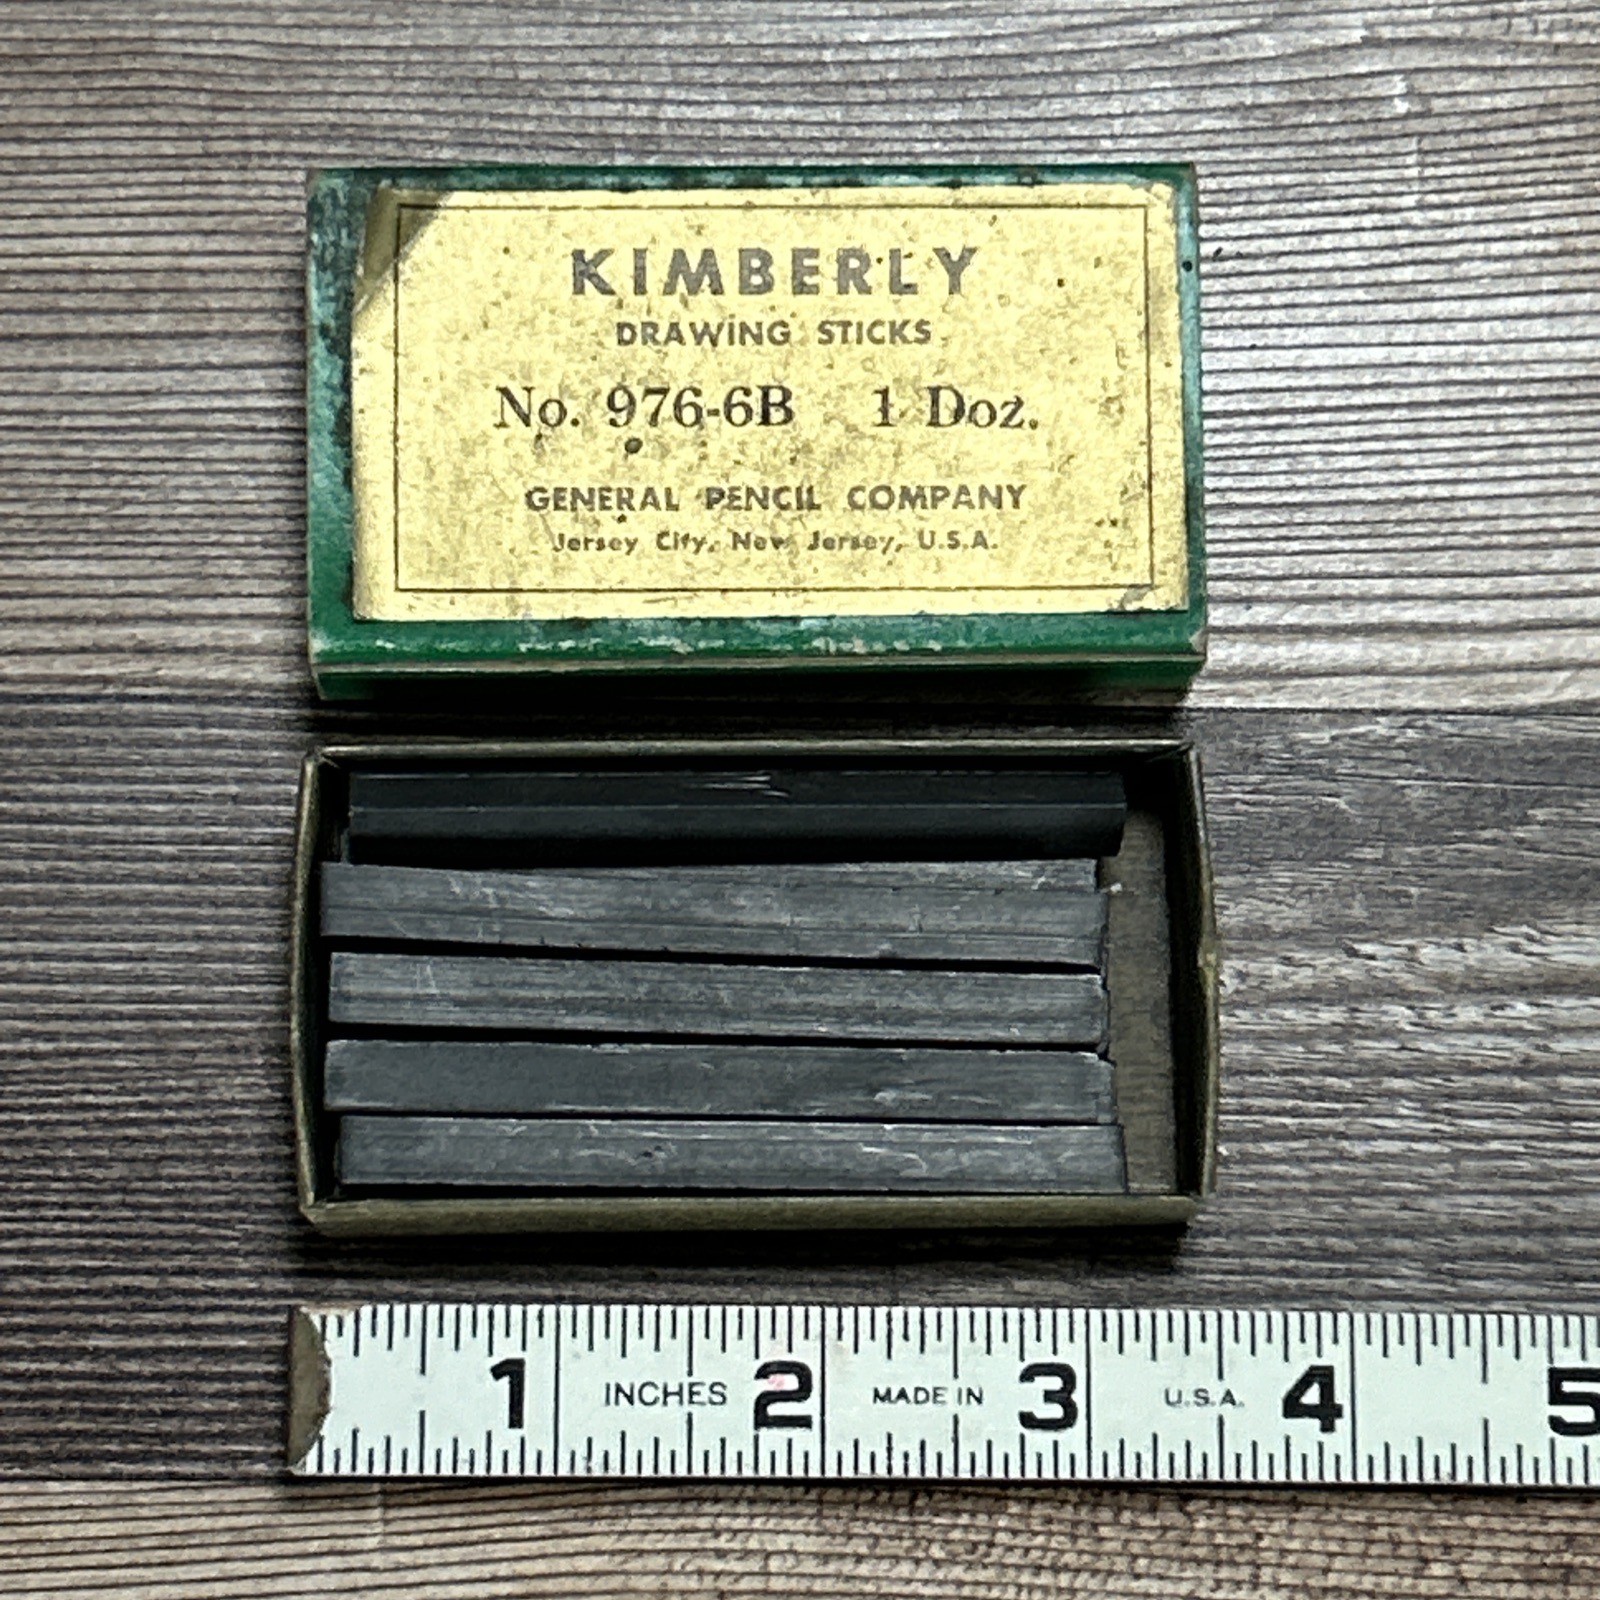 KIMBERLY
DRAWING STICKS
No. 976-6B 1 Doz.
GENERAL PENCIL COMPANY
Jersey City, New Jersey, U.S.A.
1 INCHES 2 MADE IN 3 U.S.A. 4 5